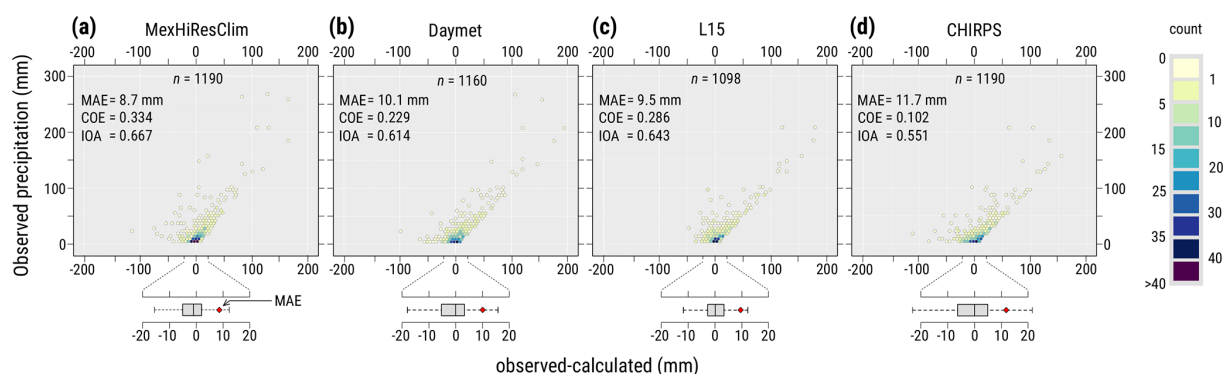 (a) MexHiResClim
(b) Daymet
(c) L15
(d) CHIRPS
count
-200 -100 0 100 200
-200 -100 0 100 200
-200 -100 0 100 200
-200 -100 0 100 200
Observed precipitation (mm)
300
200
100
0
n = 1190
MAE= 8.7 mm
COE = 0.334
IOA = 0.667
n = 1160
MAE= 10.1 mm
COE = 0.229
IOA = 0.614
n = 1098
MAE= 9.5 mm
COE = 0.286
IOA = 0.643
n = 1190
MAE= 11.7 mm
COE = 0.102
IOA = 0.551
300
200
100
0
0
1
5
10
15
20
25
30
35
40
>40
-200 -100 0 100 200
-200 -100 0 100 200
-200 -100 0 100 200
-200 -100 0 100 200
MAE
-20 -10 0 10 20
-20 -10 0 10 20
-20 -10 0 10 20
-20 -10 0 10 20
observed-calculated (mm)